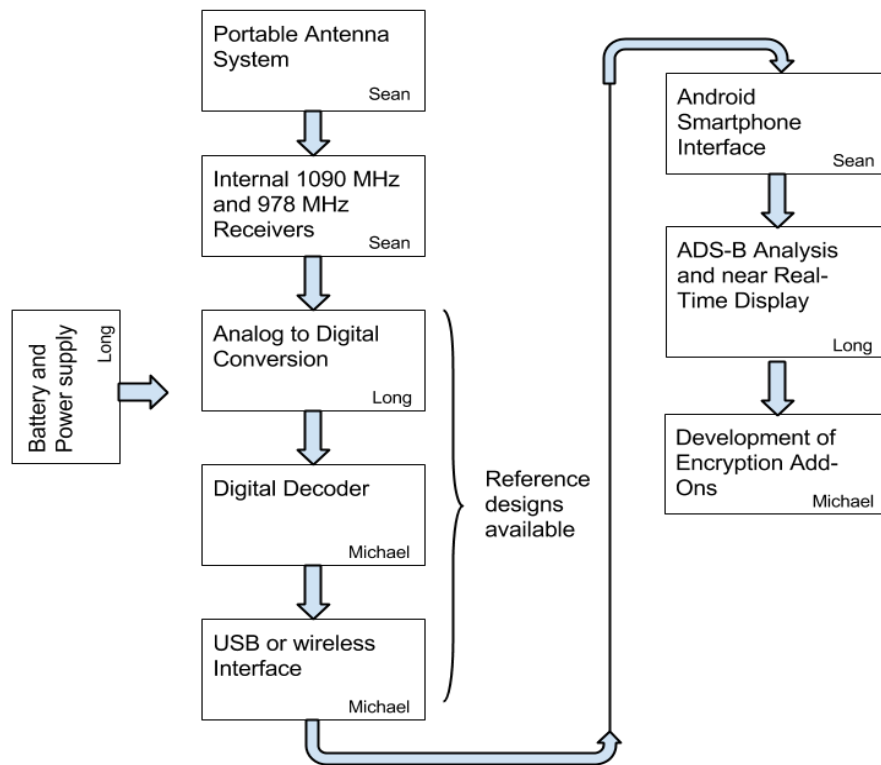 Portable Antenna
System
Sean
Internal 1090 MHz
and 978 MHz
Receivers
Sean
Battery and
Power supply
Long
Analog to Digital
Conversion
Long
Digital Decoder
Michael
USB or wireless
Interface
Michael
Reference
designs
available
Android
Smartphone
Interface
Sean
ADS-B Analysis
and near Real-
Time Display
Long
Development of
Encryption Add-
Ons
Michael